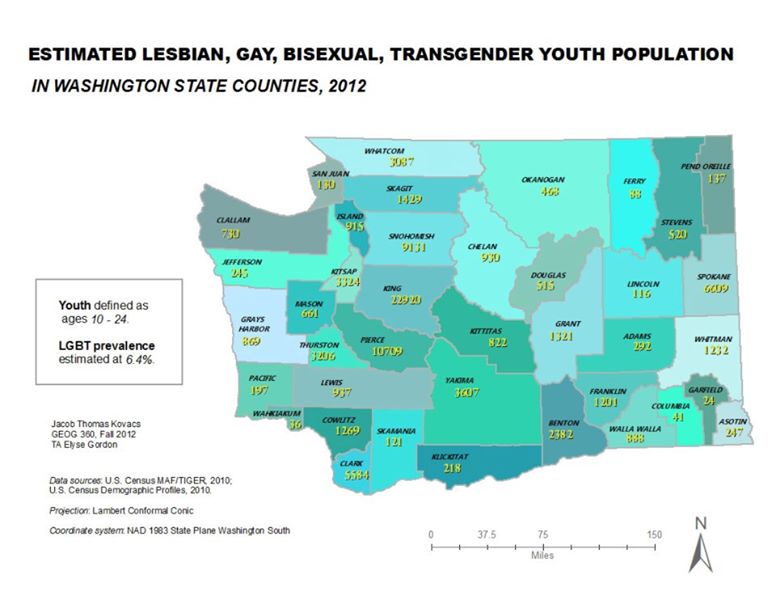 ESTIMATED LESBIAN, GAY, BISEXUAL, TRANSGENDER YOUTH POPULATION
IN WASHINGTON STATE COUNTIES, 2012
WHATCOM
3087
SAN JUAN
130
SKAGIT
1429
ISLAND
915
CLALLAM
730
SNOHOMISH
9131
JEFFERSON
245
KITSAP
3324
KING
22920
OKANOGAN
468
CHELAN
930
DOUGLAS
515
FERRY
88
STEVENS
520
PEND OREILLE
137
LINCOLN
116
SPOKANE
6609
MASON
661
GRAYS
HARBOR
869
THURSTON
3206
PIERCE
10709
KITTITAS
822
GRANT
1321
ADAMS
292
WHITMAN
1232
PACIFIC
197
LEWIS
937
YAKIMA
3607
WAHKIAKUM
36
COWLITZ
1269
SKAMANIA
121
CLARK
5584
KLICKITAT
218
BENTON
2382
FRANKLIN
1201
WALLA WALLA
888
COLUMBIA
41
GARFIELD
24
ASOTIN
247
Youth defined as
ages 10 - 24.
LGBT prevalence
estimated at 6.4%.
Jacob Thomas Kovacs
GEOG 360, Fall 2012
TA Elyse Gordon
Data sources: U.S. Census MAF/TIGER, 2010;
U.S. Census Demographic Profiles, 2010.
Projection: Lambert Conformal Conic
Coordinate system: NAD 1983 State Plane Washington South
0 37.5 75 150
Miles
N